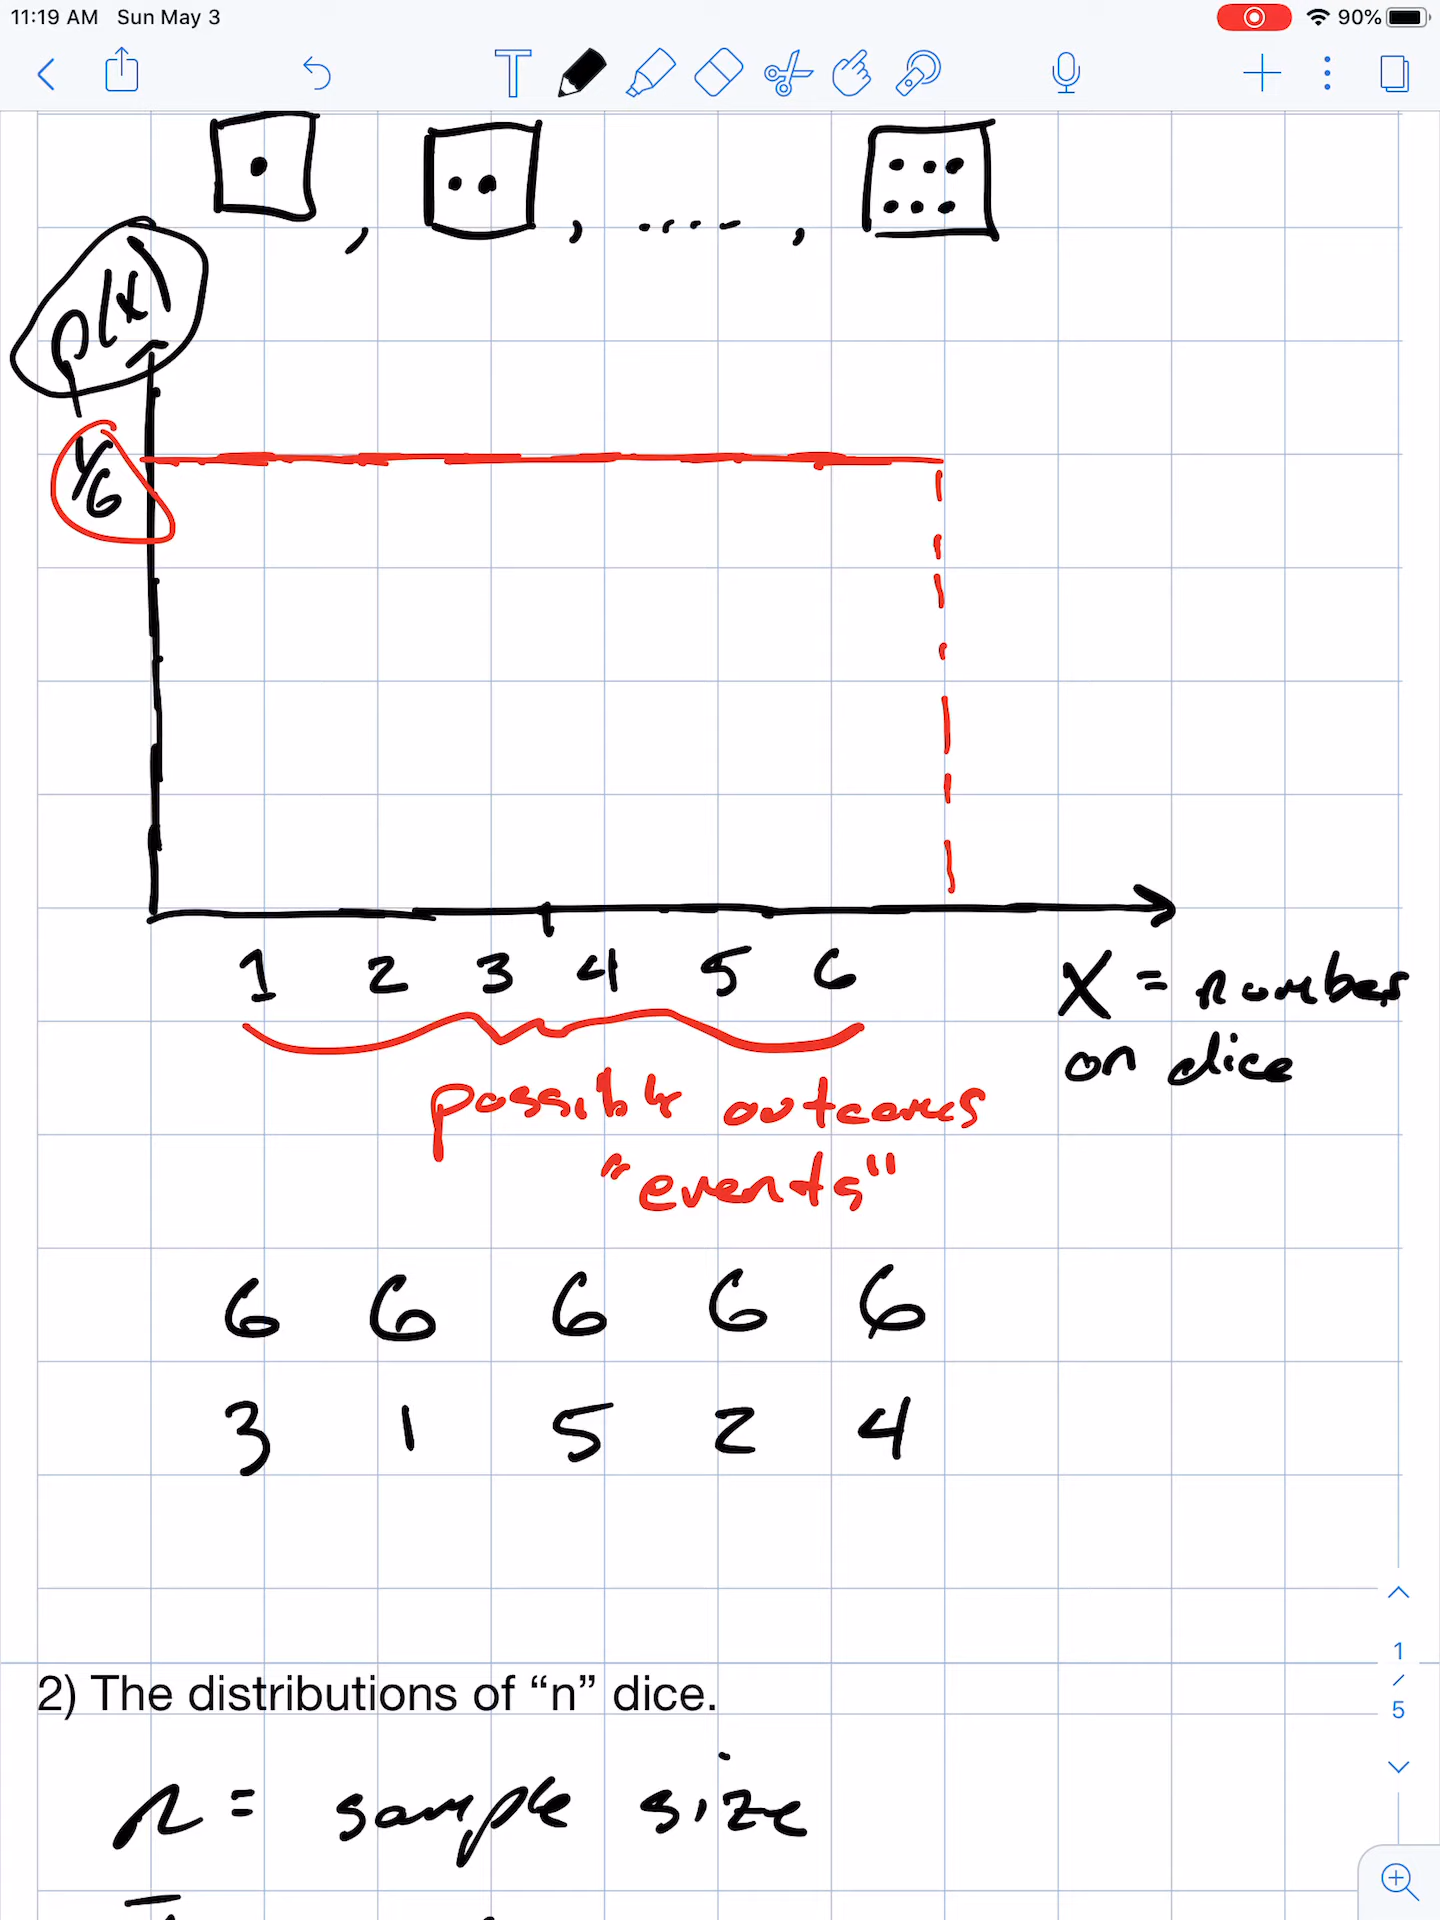 11:19 AM Sun May 3
90%
, , ..... ,
p(x)
1/6
1 2 3 4 5 6
X = number
on dice
possible outcomes
"events"
6 6 6 6 6
3 1 5 2 4
1
/
5
2) The distributions of “n” dice.
n = sample size